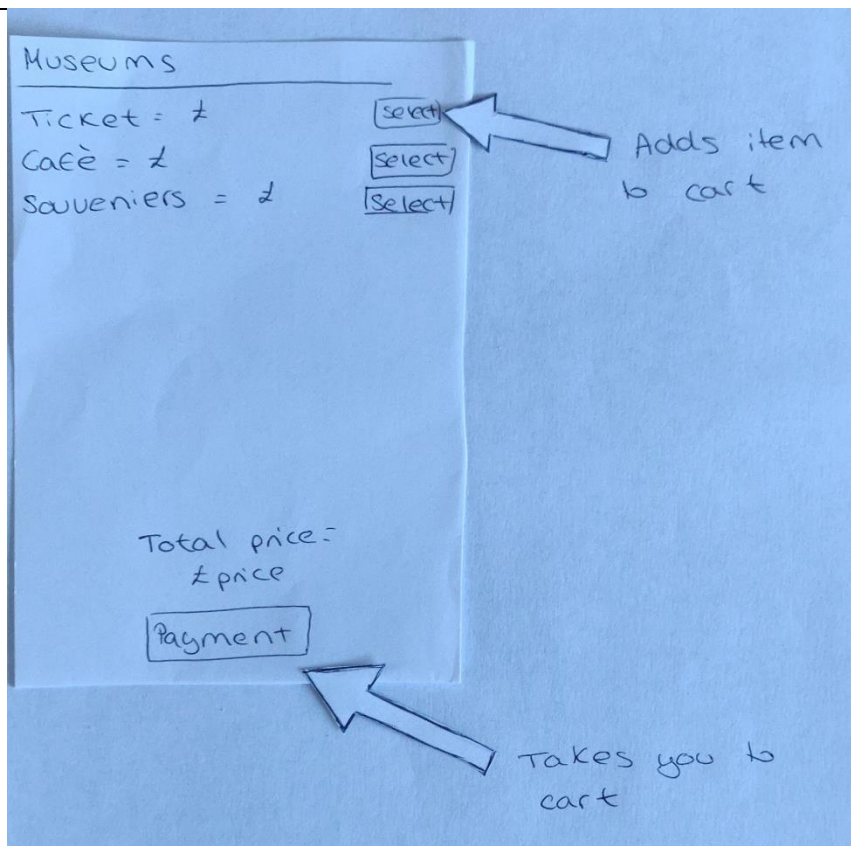 Museums
Ticket = £ Select
Cafè = £ Select
Souveniers = £ Select
Adds item
to cart
Total price =
£ price
Payment
Takes you to
cart